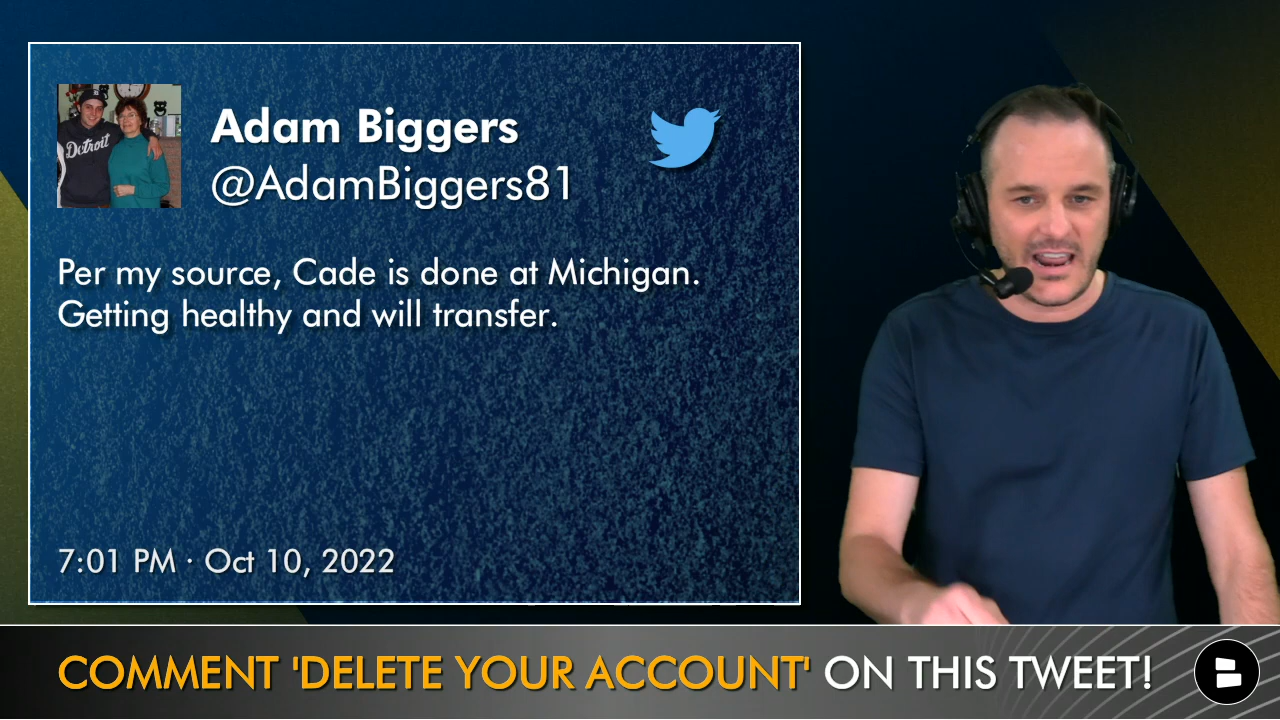 Detroit
Adam Biggers
@AdamBiggers81
Per my source, Cade is done at Michigan.
Getting healthy and will transfer.
7:01 PM · Oct 10, 2022
COMMENT 'DELETE YOUR ACCOUNT' ON THIS TWEET!